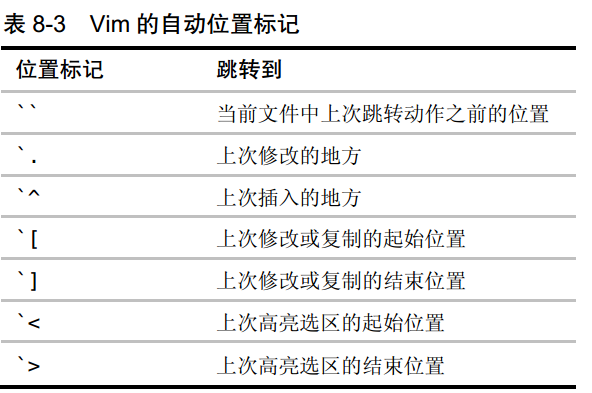 表 8-3 Vim 的自动位置标记
位置标记 跳转到
`` 当前文件中上次跳转动作之前的位置
`. 上次修改的地方
`^ 上次插入的地方
`[ 上次修改或复制的起始位置
`] 上次修改或复制的结束位置
`< 上次高亮选区的起始位置
`> 上次高亮选区的结束位置